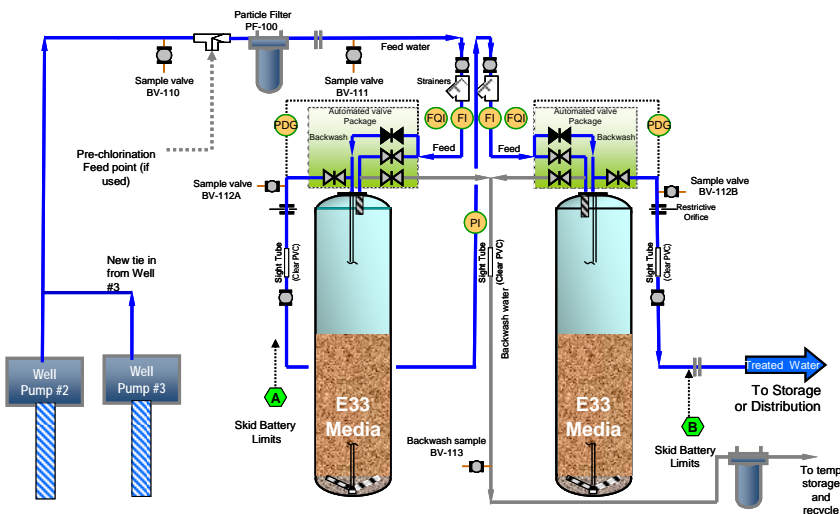 Particle Filter
PF-100
Feed water
Sample valve
BV-110
Sample valve
BV-111
Strainers
Pre-chlorination
Feed point (if
used)
PDG
Automated valve
Package
Backwash
Feed
FQI
FI
FI
FQI
Automated valve
Package
Backwash
Feed
PDG
Sample valve
BV-112A
Sample valve
BV-112B
Restrictive
Orifice
PI
Sight Tube
(Clear PVC)
Sight Tube
(Clear PVC)
Sight Tube
(Clear PVC)
Backwash water
New tie in
from Well
#3
Well
Pump #2
Well
Pump #3
A
Skid Battery
Limits
E33
Media
E33
Media
Treated Water
To Storage
or Distribution
B
Skid Battery
Limits
Backwash sample
BV-113
To temp
storage
and
recycle